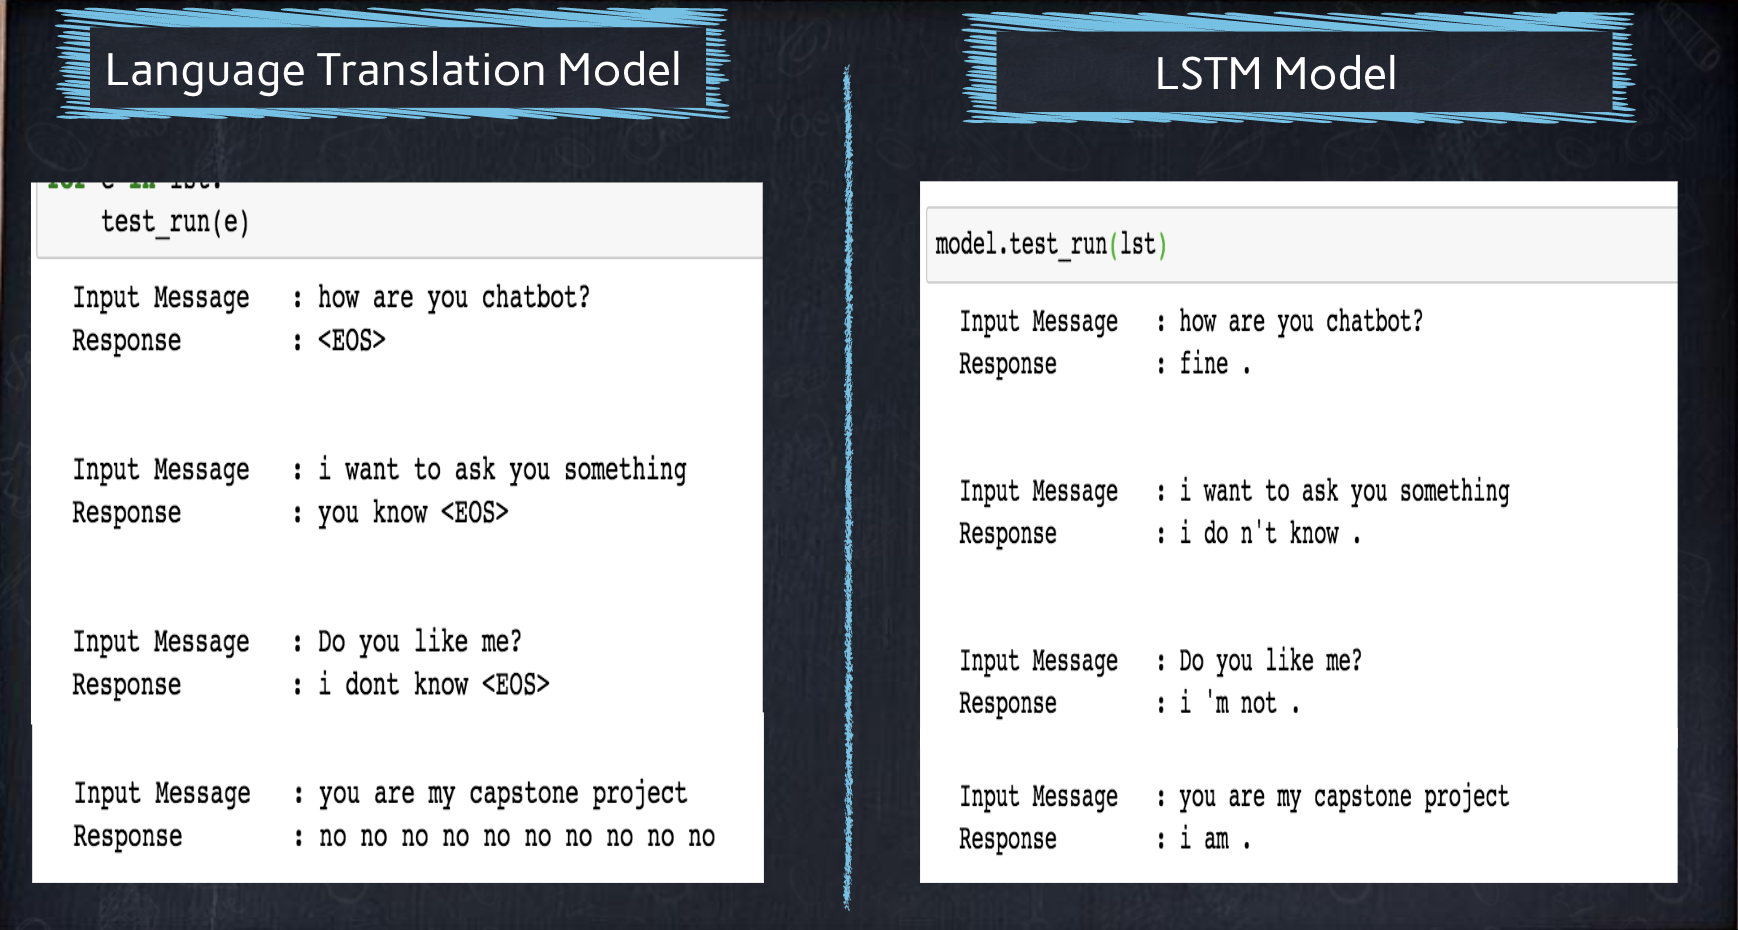 Language Translation Model
for e in lst:
test_run(e)
Input Message : how are you chatbot?
Response : <EOS>
Input Message : i want to ask you something
Response : you know <EOS>
Input Message : Do you like me?
Response : i dont know <EOS>
Input Message : you are my capstone project
Response : no no no no no no no no no no
LSTM Model
model.test_run(lst)
Input Message : how are you chatbot?
Response : fine .
Input Message : i want to ask you something
Response : i do n't know .
Input Message : Do you like me?
Response : i 'm not .
Input Message : you are my capstone project
Response : i am .